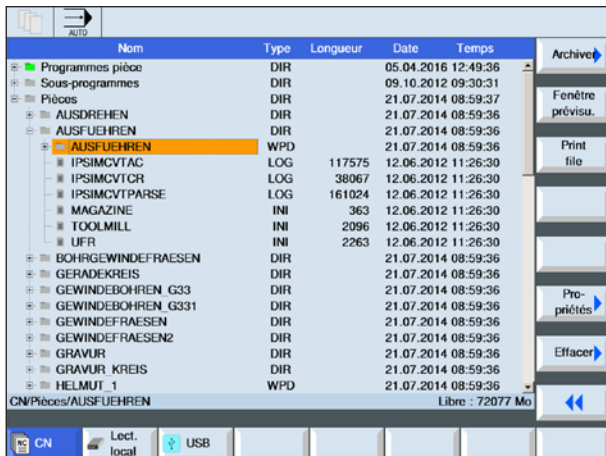 AUTO
Nom Type Longueur Date Temps
Programmes pièce DIR 05.04.2016 12:49:36
Sous-programmes DIR 09.10.2012 09:30:31
Pièces DIR 21.07.2014 08:59:37
AUSDREHEN DIR 21.07.2014 08:59:36
AUSFUEHREN DIR 21.07.2014 08:59:36
AUSFUEHREN WPD 21.07.2014 08:59:36
IPSIMCVTAC LOG 117575 12.06.2012 11:26:30
IPSIMCVTCR LOG 38067 12.06.2012 11:26:30
IPSIMCVTPARSE LOG 161024 12.06.2012 11:26:30
MAGAZINE INI 363 12.06.2012 11:26:30
TOOLMILL INI 2096 12.06.2012 11:26:30
UFR INI 2263 12.06.2012 11:26:30
BOHRGEWINDEFRAESEN DIR 21.07.2014 08:59:36
GERADEKREIS DIR 21.07.2014 08:59:36
GEWINDEBOHREN_G33 DIR 21.07.2014 08:59:36
GEWINDEBOHREN_G331 DIR 21.07.2014 08:59:36
GEWINDEFRAESEN DIR 21.07.2014 08:59:36
GEWINDEFRAESEN2 DIR 21.07.2014 08:59:36
GRAVUR DIR 21.07.2014 08:59:36
GRAVUR_KREIS DIR 21.07.2014 08:59:36
HELMUT_1 WPD 21.07.2014 08:59:36
CN/Pièces/AUSFUEHREN Libre : 72077 Mo
Archiver
Fenêtre
prévisu.
Print
file
Pro-
priétés
Effacer
NC CN
Lect.
local
USB